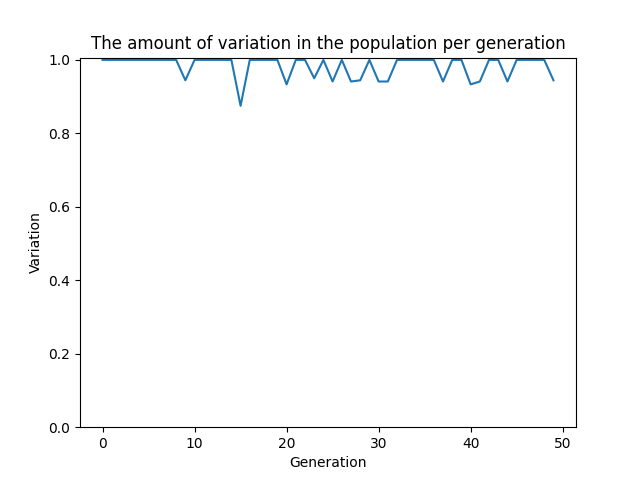 The amount of variation in the population per generation
1.0
0.8
0.6
0.4
0.2
0.0
Variation
0 10 20 30 40 50
Generation